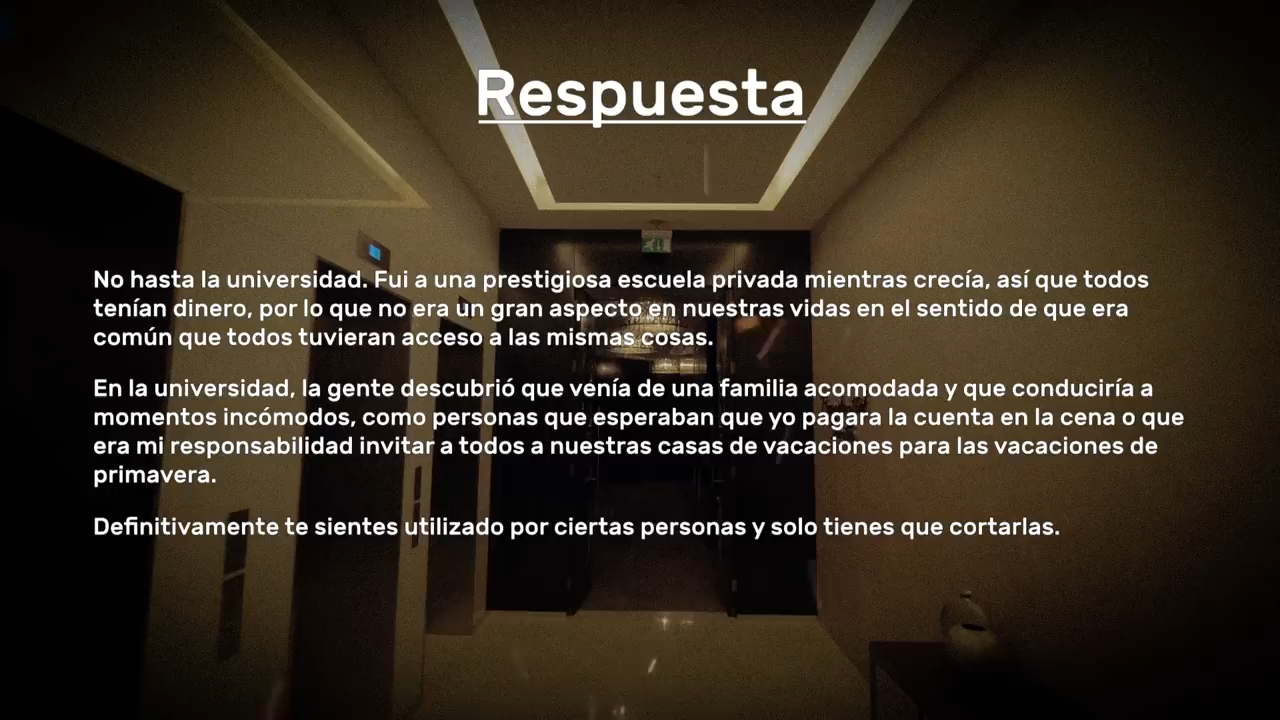 Respuesta
No hasta la universidad. Fui a una prestigiosa escuela privada mientras crecía, así que todos
tenían dinero, por lo que no era un gran aspecto en nuestras vidas en el sentido de que era
común que todos tuvieran acceso a las mismas cosas.
En la universidad, la gente descubrió que venía de una familia acomodada y que conduciría a
momentos incómodos, como personas que esperaban que yo pagara la cuenta en la cena o que
era mi responsabilidad invitar a todos a nuestras casas de vacaciones para las vacaciones de
primavera.
Definitivamente te sientes utilizado por ciertas personas y solo tienes que cortarlas.